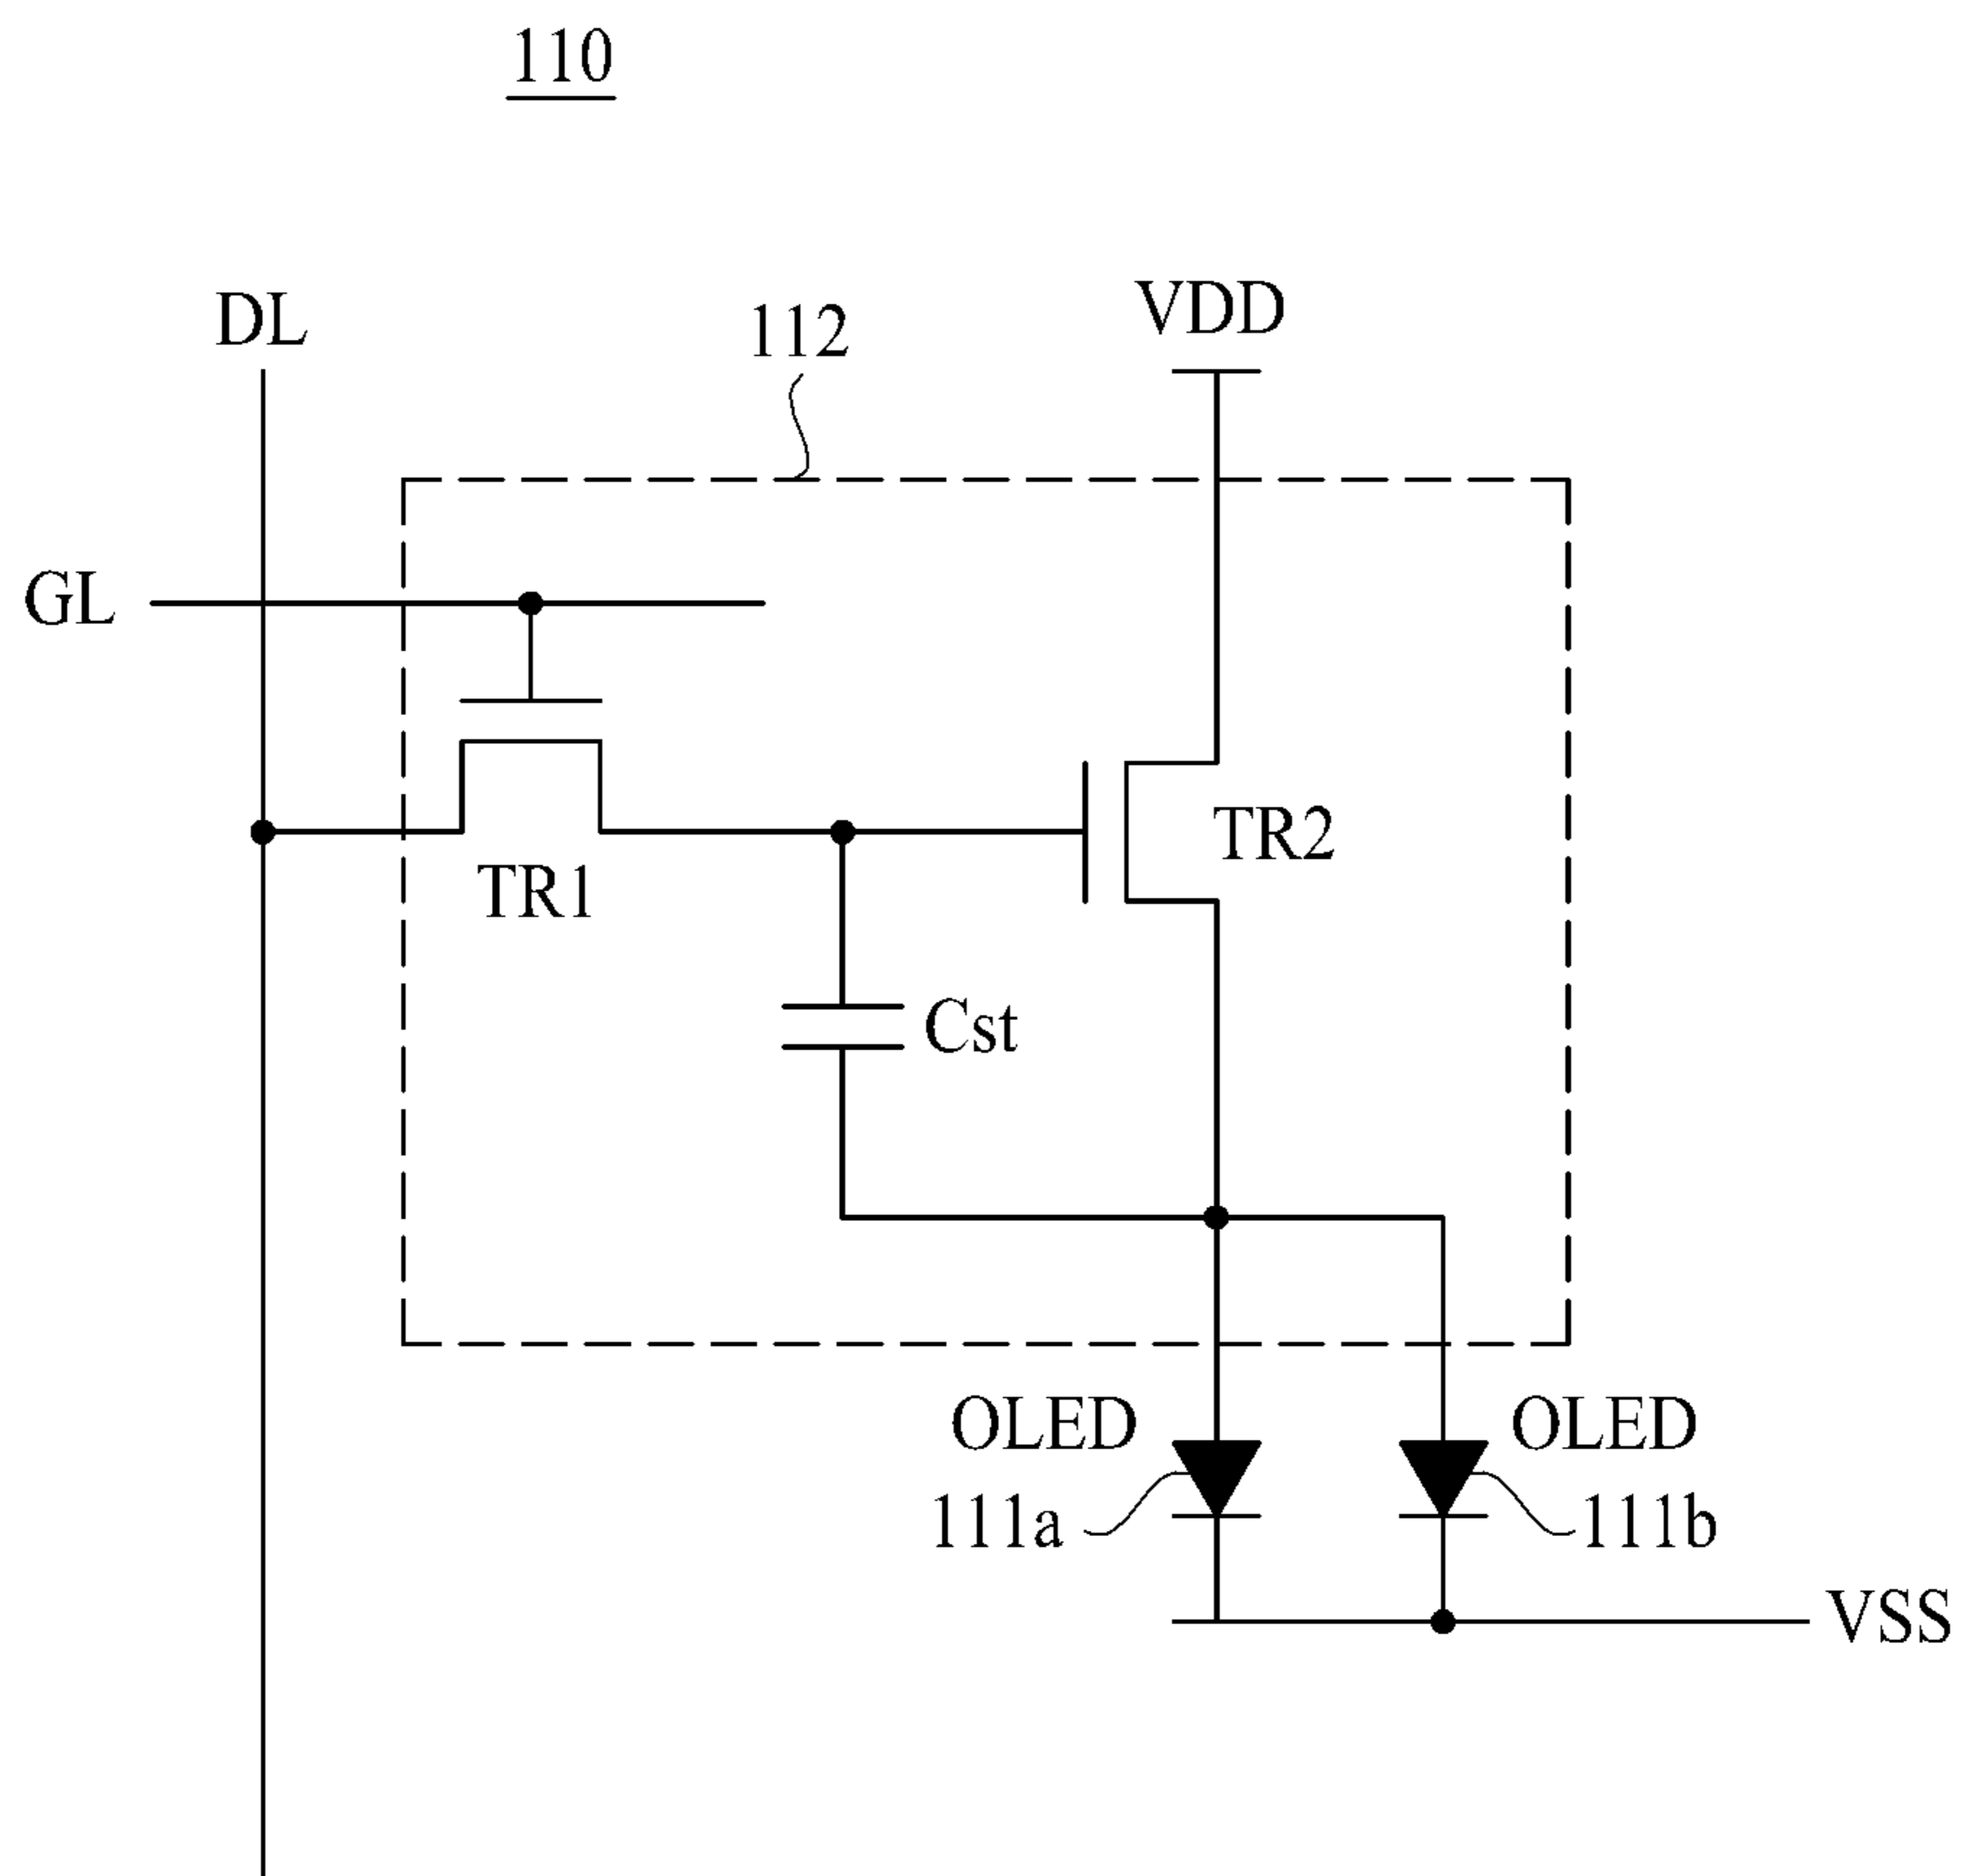 110
DL
112
VDD
GL
TR1
TR2
Cst
OLED
111a
OLED
111b
VSS